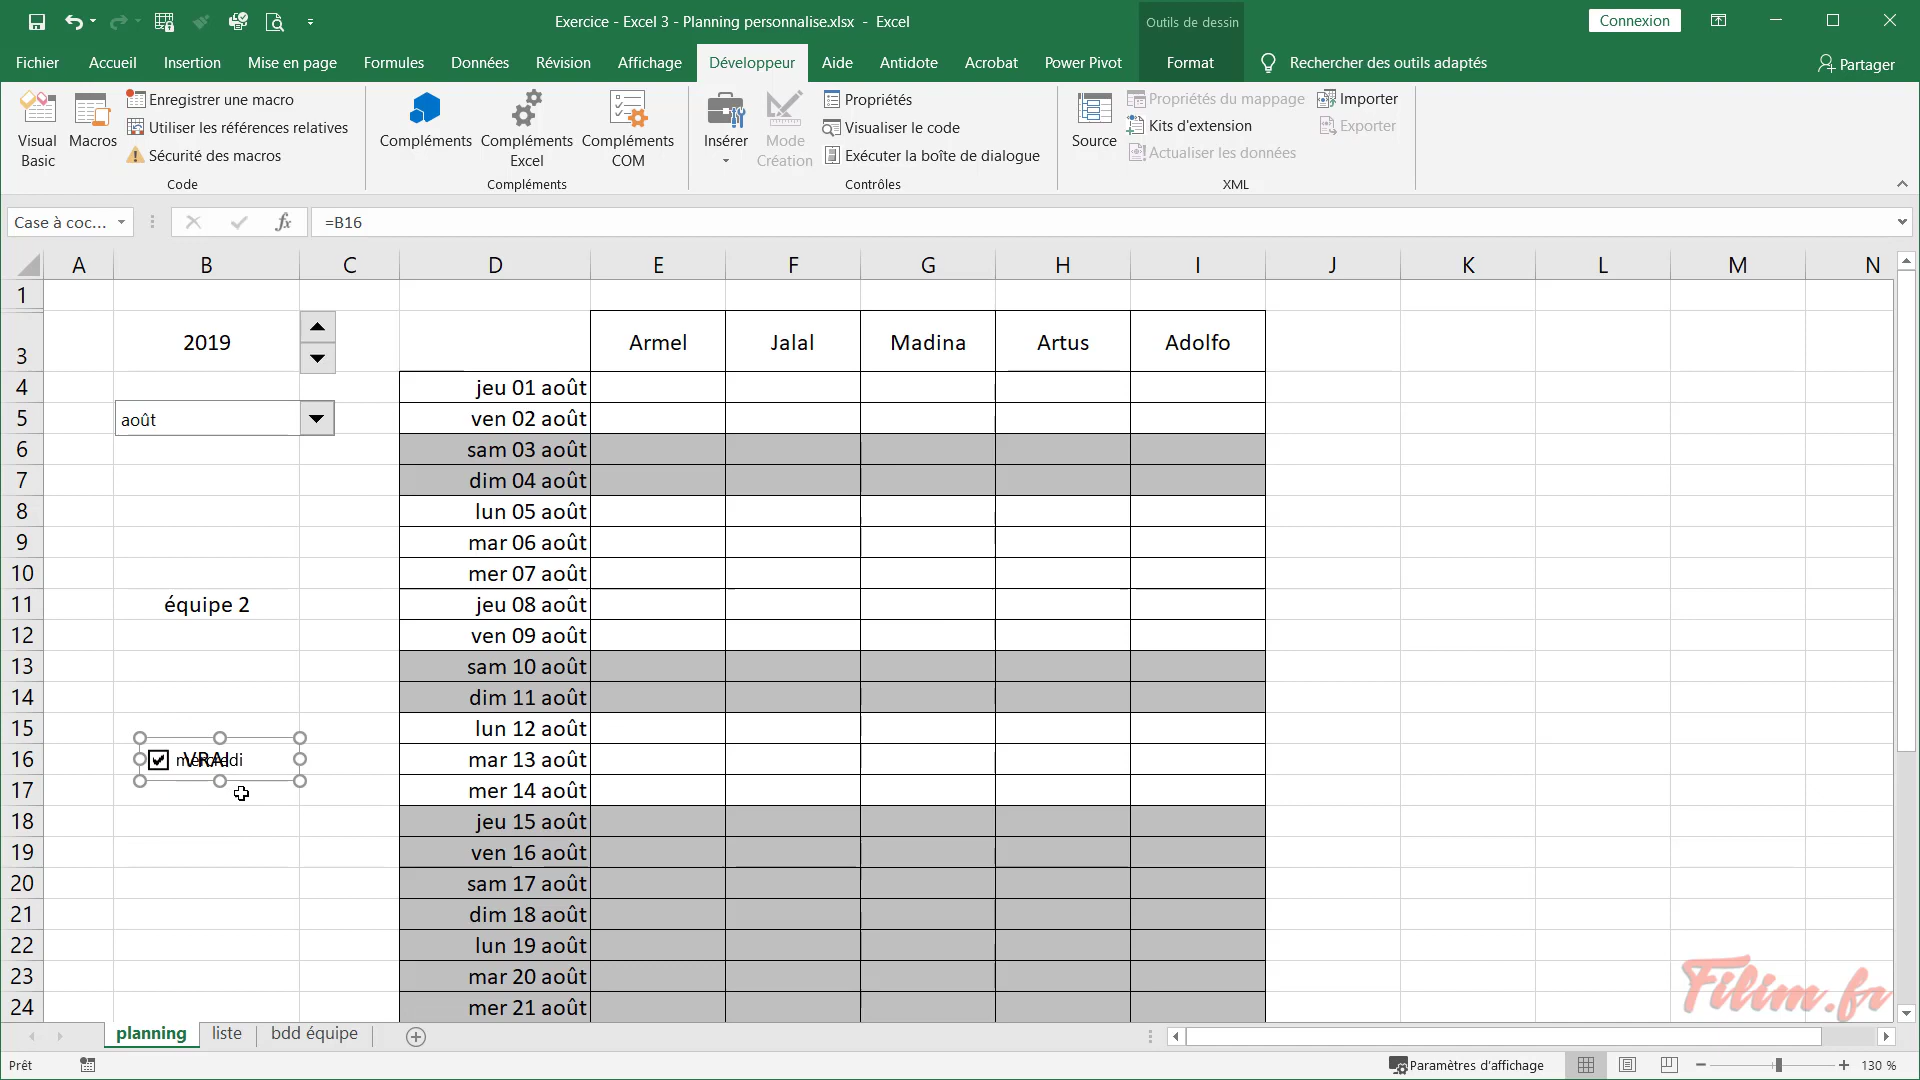 Exercice - Excel 3 - Planning personnalise.xlsx - Excel
Outils de dessin
Connexion
Fichier
Accueil
Insertion
Mise en page
Formules
Données
Révision
Affichage
Développeur
Aide
Antidote
Acrobat
Power Pivot
Format
Rechercher des outils adaptés
Partager
Visual Basic
Macros
Enregistrer une macro
Utiliser les références relatives
Sécurité des macros
Code
Compléments
Compléments Excel
Compléments COM
Compléments
Insérer
Mode Création
Propriétés
Visualiser le code
Exécuter la boîte de dialogue
Contrôles
Source
Propriétés du mappage
Kits d'extension
Actualiser les données
Importer
Exporter
XML
Case à coc...
fx
=B16
A B C D E F G H I J K L M N
1
3 2019 Armel Jalal Madina Artus Adolfo
4 jeu 01 août
5 août ven 02 août
6 sam 03 août
7 dim 04 août
8 lun 05 août
9 mar 06 août
10 mer 07 août
11 équipe 2 jeu 08 août
12 ven 09 août
13 sam 10 août
14 dim 11 août
15 lun 12 août
16 VRAI mercredi mar 13 août
17 mer 14 août
18 jeu 15 août
19 ven 16 août
20 sam 17 août
21 dim 18 août
22 lun 19 août
23 mar 20 août
24 mer 21 août
Filim.fr
planning
liste
bdd équipe
Prêt
Paramètres d'affichage
130 %